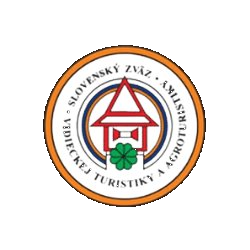 SLOVENSKÝ ZVÄZ
• VIDIECKEJ TURISTIKY A AGROTURISTIKY •